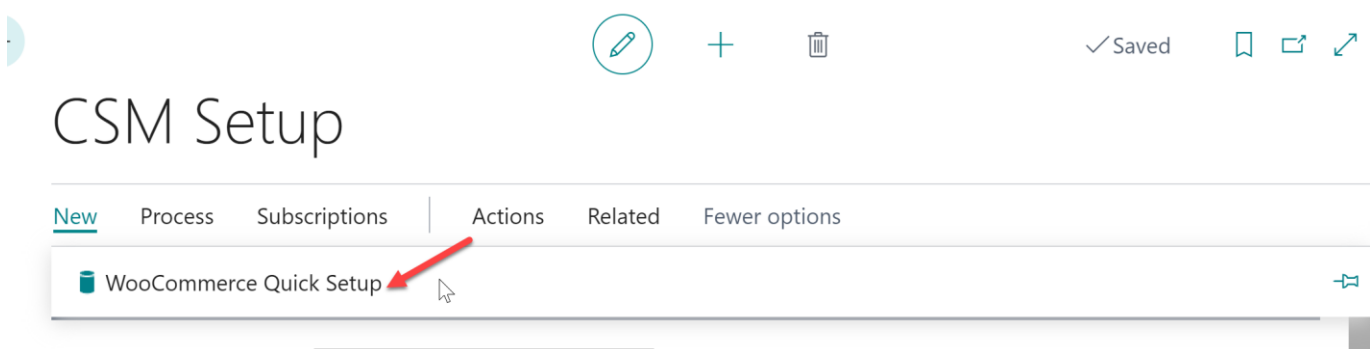 Saved
CSM Setup
New Process Subscriptions Actions Related Fewer options
WooCommerce Quick Setup